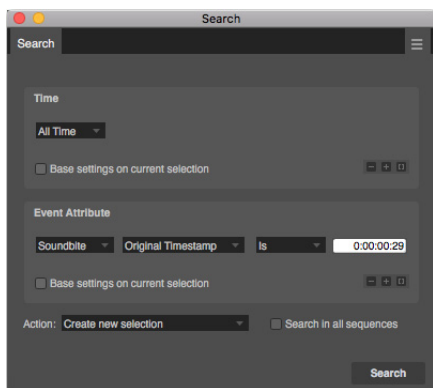 Search
Search
Time
All Time
Base settings on current selection
Event Attribute
Soundbite Original Timestamp Is 0:00:00:29
Base settings on current selection
Action: Create new selection Search in all sequences
Search